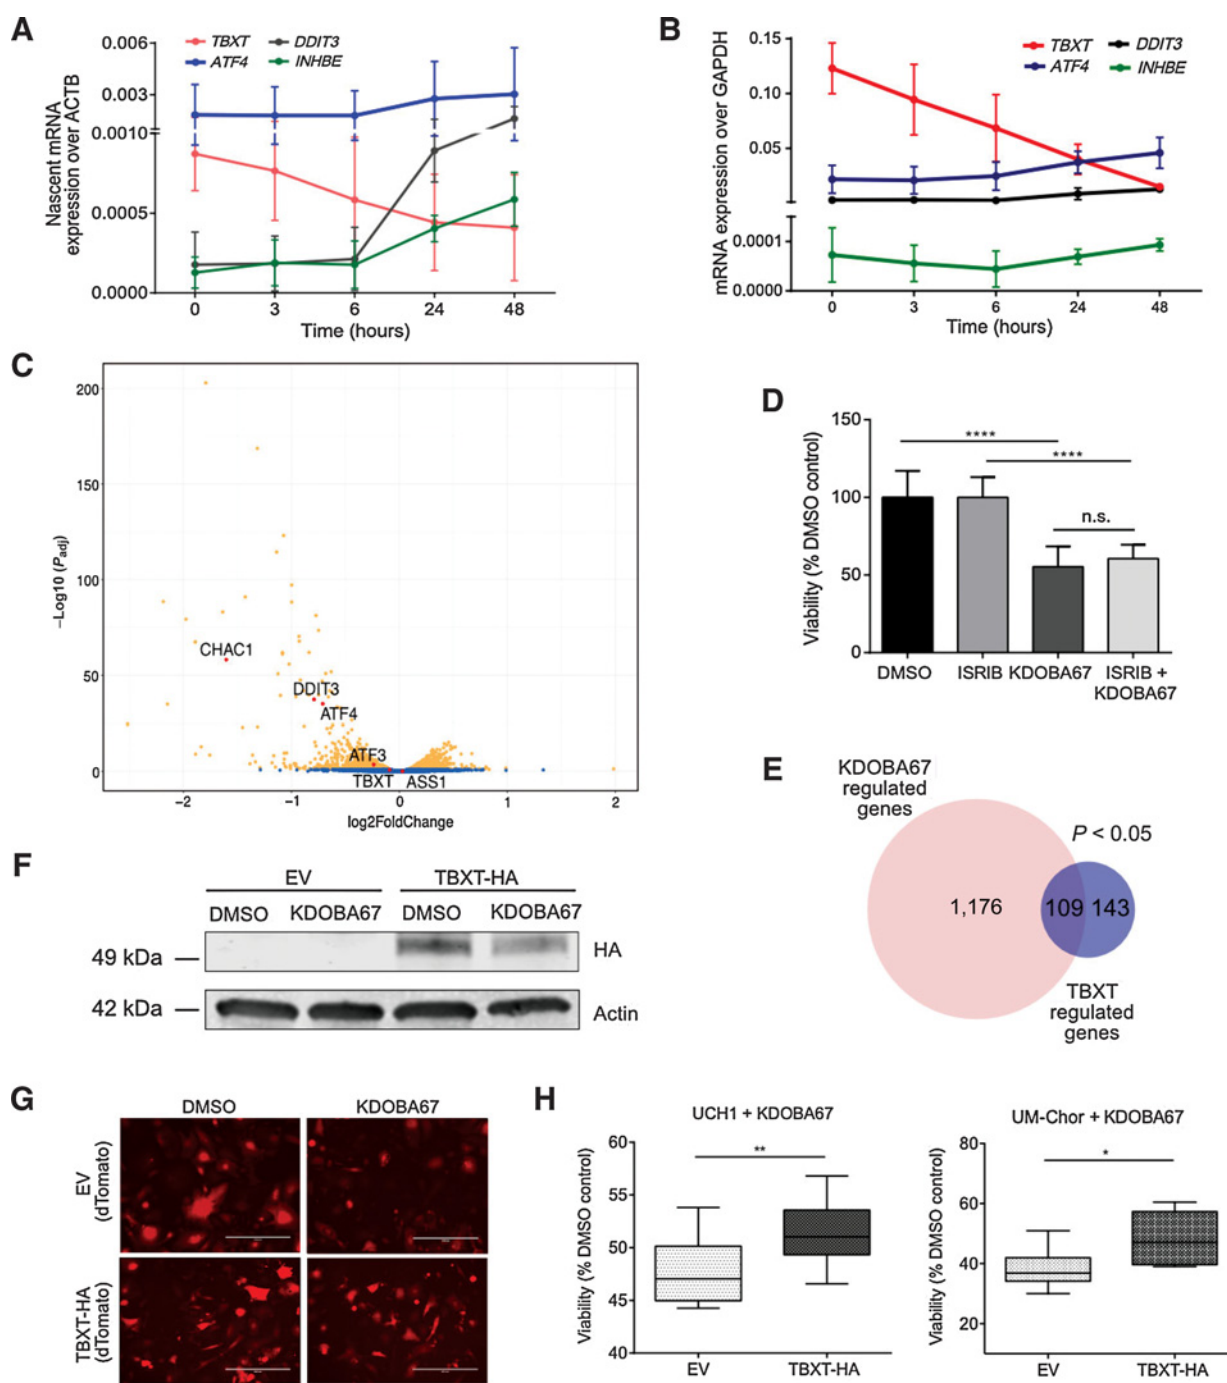 A
Nascent mRNA
expression over ACTB
TBXT
DDIT3
ATF4
INHBE
0.006
0.003
0.0010
0.0005
0.0000
0 3 6 24 48
Time (hours)
B
mRNA expression over GAPDH
TBXT
DDIT3
ATF4
INHBE
0.15
0.10
0.05
0.0001
0.0000
0 3 6 24 48
Time (hours)
C
−Log10 (Padj)
200
150
100
50
0
CHAC1
DDIT3
ATF4
ATF3
TBXT
ASS1
−2 −1 0 1 2
log2FoldChange
D
Viability (% DMSO control)
150
100
50
0
****
****
n.s.
DMSO
ISRIB
KDOBA67
ISRIB +
KDOBA67
E
KDOBA67
regulated
genes
P < 0.05
1,176
109
143
TBXT
regulated
genes
F
EV
TBXT-HA
DMSO
KDOBA67
DMSO
KDOBA67
49 kDa
HA
42 kDa
Actin
G
DMSO
KDOBA67
EV
(dTomato)
TBXT-HA
(dTomato)
H
UCH1 + KDOBA67
Viability (% DMSO control)
60
55
50
45
40
**
EV
TBXT-HA
UM-Chor + KDOBA67
Viability (% DMSO control)
80
60
40
20
*
EV
TBXT-HA